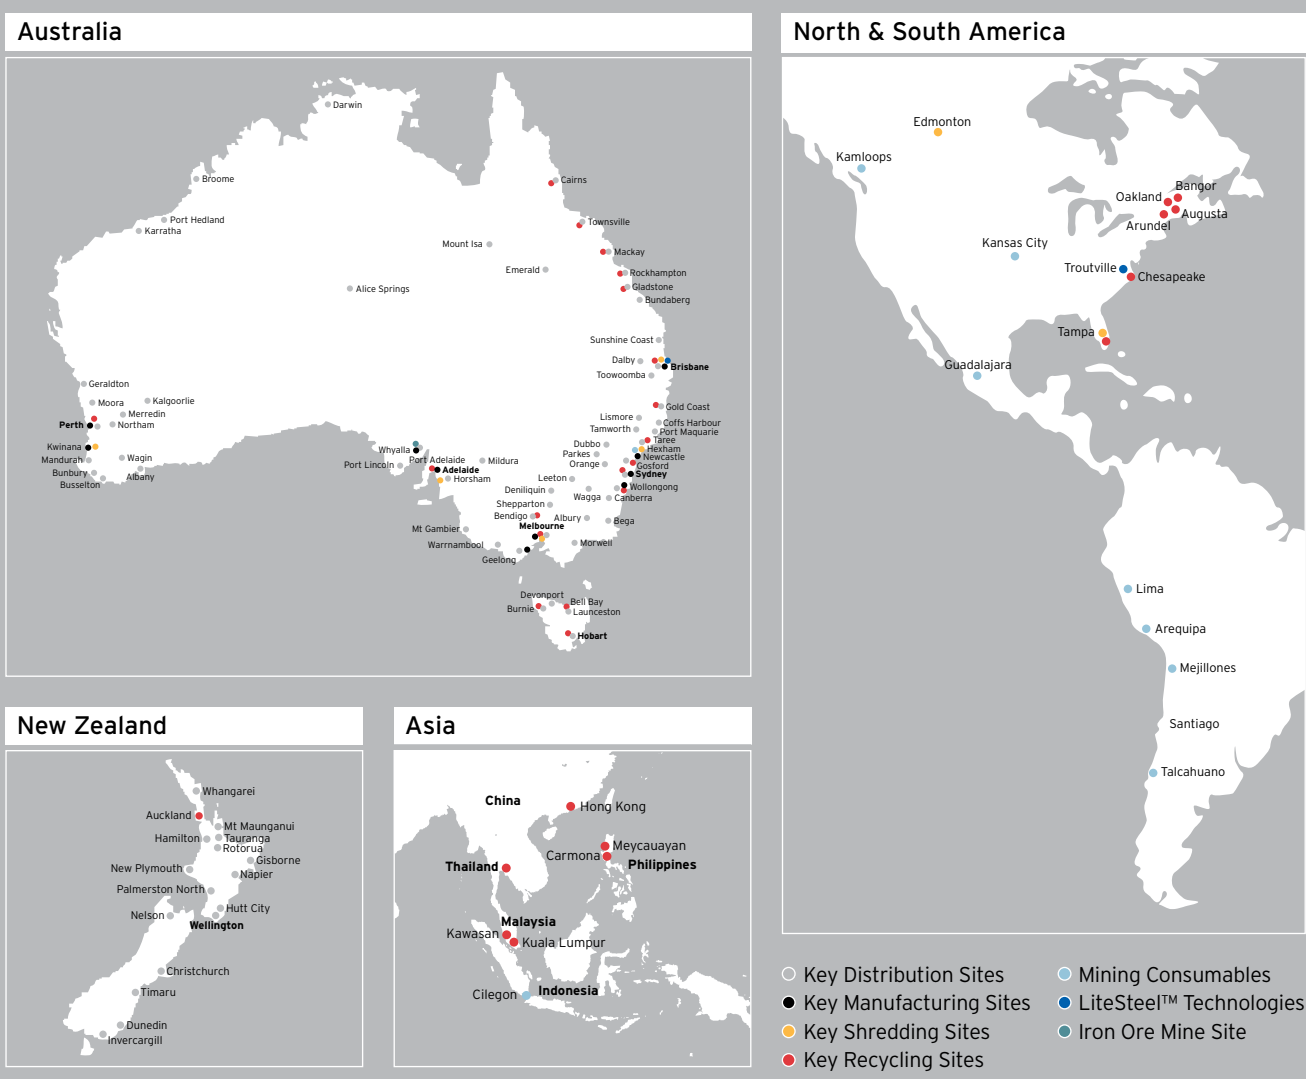 Australia
Darwin
Broome
Cairns
Port Hedland
Karratha
Townsville
Mount Isa
Mackay
Emerald
Rockhampton
Alice Springs
Gladstone
Bundaberg
Sunshine Coast
Dalby
Brisbane
Toowoomba
Geraldton
Moora
Kalgoorlie
Gold Coast
Merredin
Perth
Northam
Lismore
Coffs Harbour
Tamworth
Port Maquarie
Taree
Kwinana
Whyalla
Dubbo
Hexham
Mandurah
Wagin
Port Adelaide
Mildura
Parkes
Newcastle
Port Lincoln
Orange
Gosford
Bunbury
Albany
Adelaide
Sydney
Busselton
Horsham
Leeton
Wollongong
Deniliquin
Wagga
Canberra
Shepparton
Bendigo
Albury
Bega
Mt Gambier
Melbourne
Warrnambool
Morwell
Geelong
Devonport
Bell Bay
Burnie
Launceston
Hobart
North & South America
Edmonton
Kamloops
Bangor
Oakland
Augusta
Arundel
Kansas City
Troutville
Chesapeake
Tampa
Guadalajara
Lima
Arequipa
Mejillones
Santiago
Talcahuano
New Zealand
Whangarei
Auckland
Mt Maunganui
Hamilton
Tauranga
Rotorua
Gisborne
New Plymouth
Napier
Palmerston North
Hutt City
Nelson
Wellington
Christchurch
Timaru
Dunedin
Invercargill
Asia
China
Hong Kong
Meycauayan
Carmona
Philippines
Thailand
Malaysia
Kawasan
Kuala Lumpur
Cilegon
Indonesia
Key Distribution Sites
Key Manufacturing Sites
Key Shredding Sites
Key Recycling Sites
Mining Consumables
LiteSteel™ Technologies
Iron Ore Mine Site